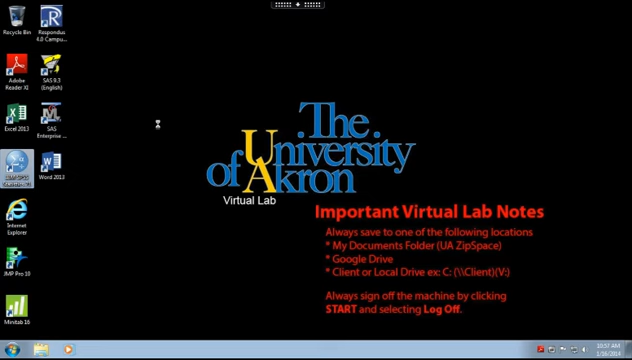 Recycle Bin
Respondus
4.0 Campu...
Adobe
Reader XI
SAS 9.3
(English)
Excel 2013
SAS
Enterprise ...
Word 2013
Internet
Explorer
JMP Pro 10
Minitab 16
The
University
of Akron
Virtual Lab
Important Virtual Lab Notes
Always save to one of the following locations
* My Documents Folder (UA ZipSpace)
* Google Drive
* Client or Local Drive ex: C: (\\Client)(V:)
Always sign off the machine by clicking
START and selecting Log Off.
10:57 AM
1/16/2014